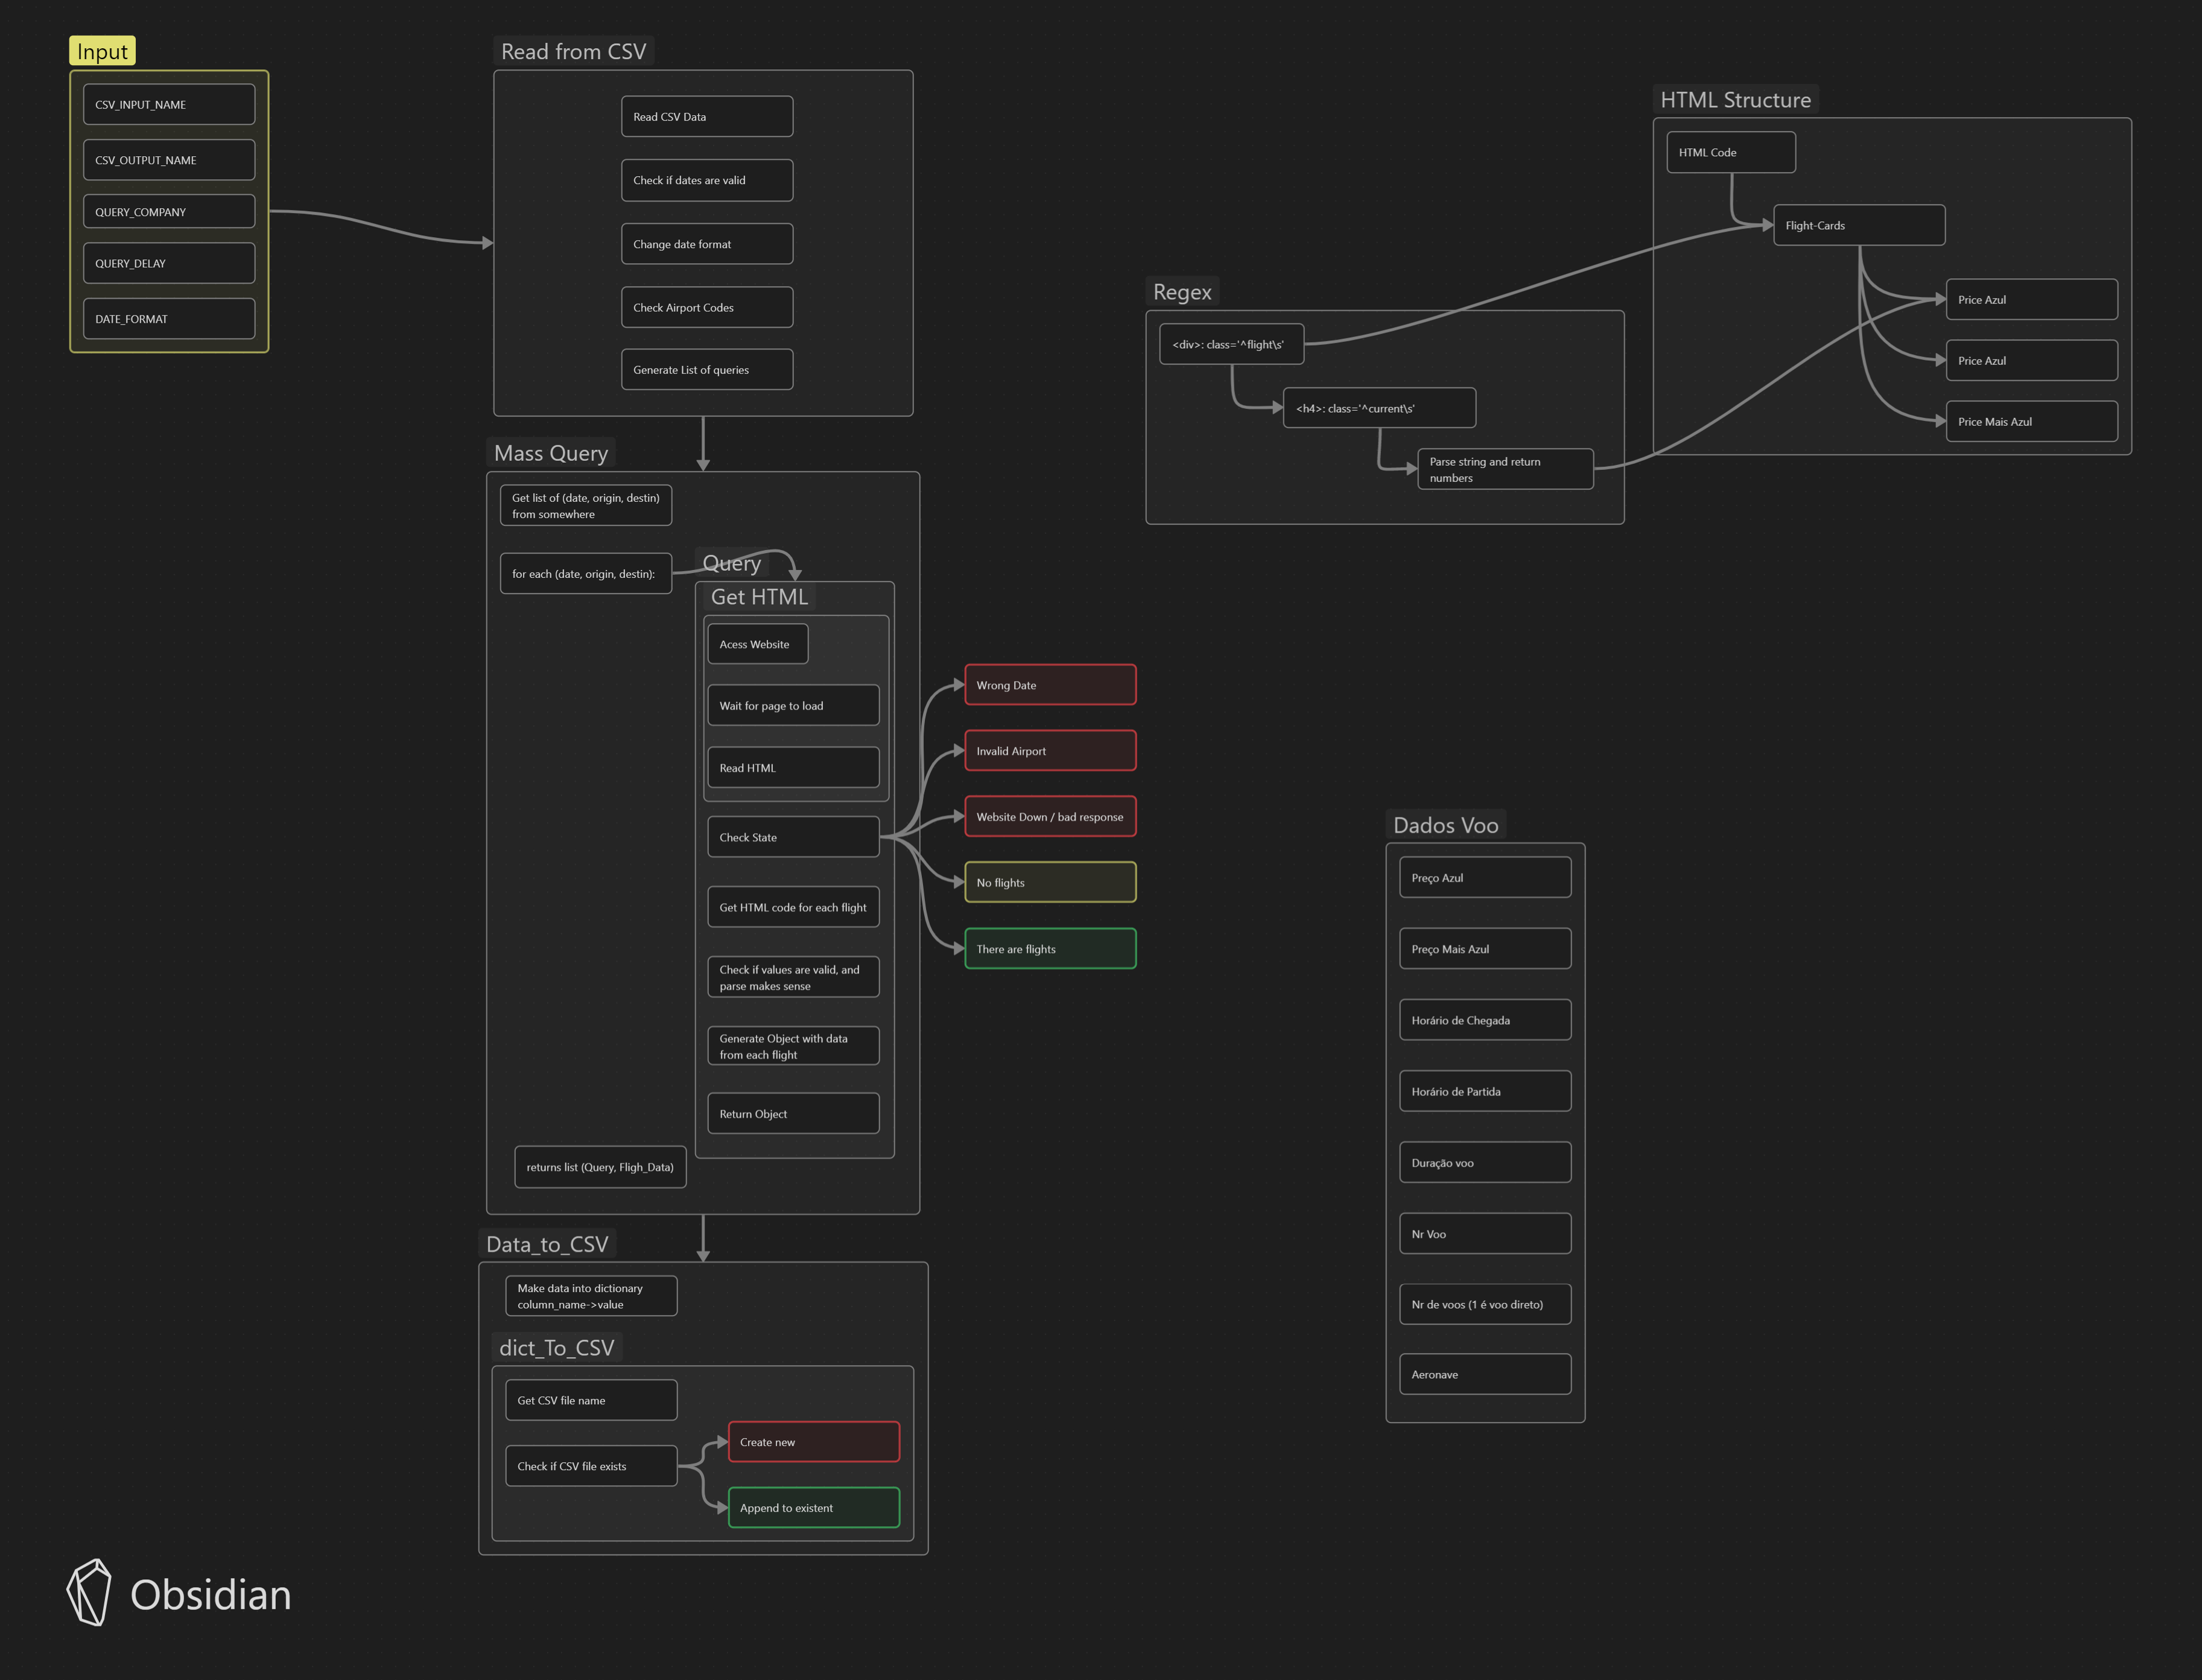 Input
CSV_INPUT_NAME
CSV_OUTPUT_NAME
QUERY_COMPANY
QUERY_DELAY
DATE_FORMAT
Read from CSV
Read CSV Data
Check if dates are valid
Change date format
Check Airport Codes
Generate List of queries
Mass Query
Get list of (date, origin, destin)
from somewhere
for each (date, origin, destin):
Query
Get HTML
Acess Website
Wait for page to load
Read HTML
Check State
Get HTML code for each flight
Check if values are valid, and
parse makes sense
Generate Object with data
from each flight
Return Object
returns list (Query, Fligh_Data)
Wrong Date
Invalid Airport
Website Down / bad response
No flights
There are flights
Data_to_CSV
Make data into dictionary
column_name->value
dict_To_CSV
Get CSV file name
Check if CSV file exists
Create new
Append to existent
Regex
<div>: class='^flight\s'
<h4>: class='^current\s'
Parse string and return
numbers
HTML Structure
HTML Code
Flight-Cards
Price Azul
Price Azul
Price Mais Azul
Dados Voo
Preço Azul
Preço Mais Azul
Horário de Chegada
Horário de Partida
Duração voo
Nr Voo
Nr de voos (1 é voo direto)
Aeronave
Obsidian